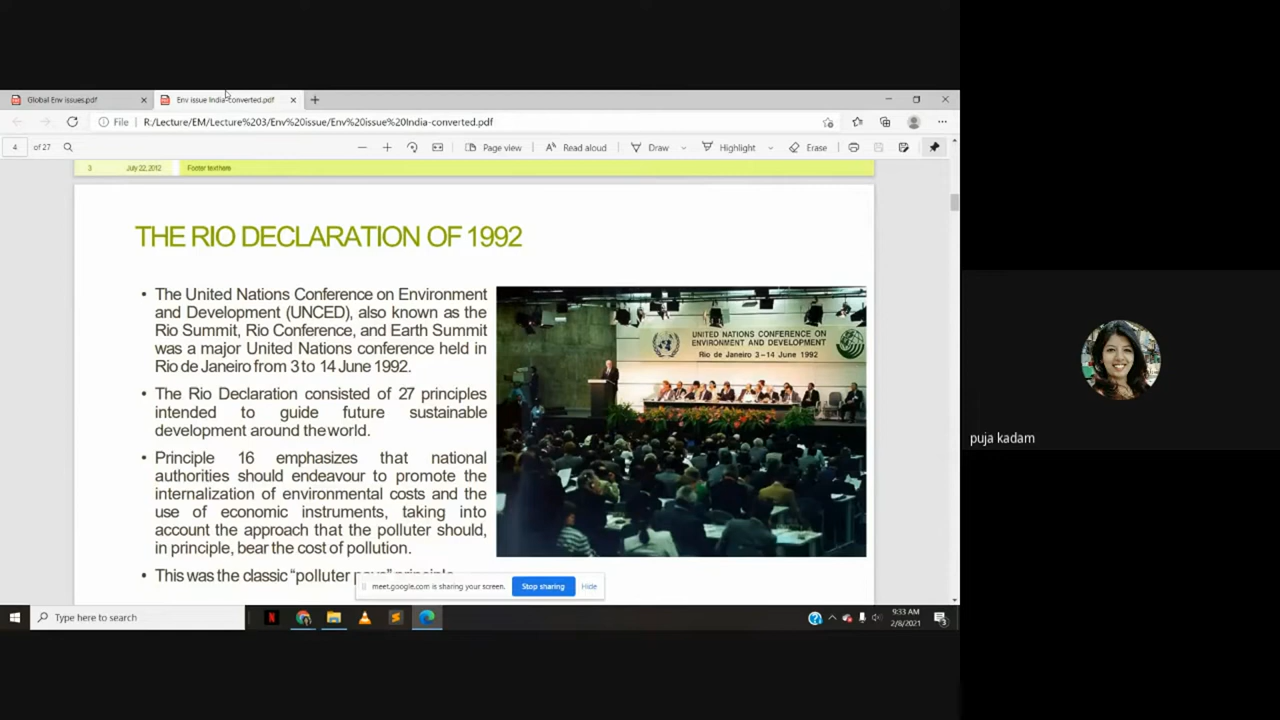 Global Env issues.pdf
Env issue India-converted.pdf
File
R:/Lecture/EM/Lecture%203/Env%20issue/Env%20issue%20India-converted.pdf
4 of 27
Page view
Read aloud
Draw
Highlight
Erase
3 July 22, 2012 Footer text here
THE RIO DECLARATION OF 1992
• The United Nations Conference on Environment
and Development (UNCED), also known as the
Rio Summit, Rio Conference, and Earth Summit
was a major United Nations conference held in
Rio de Janeiro from 3 to 14 June 1992.
• The Rio Declaration consisted of 27 principles
intended to guide future sustainable
development around the world.
• Principle 16 emphasizes that national
authorities should endeavour to promote the
internalization of environmental costs and the
use of economic instruments, taking into
account the approach that the polluter should,
in principle, bear the cost of pollution.
• This was the classic “polluter pays” principle
UNITED NATIONS CONFERENCE ON
ENVIRONMENT AND DEVELOPMENT
Rio de Janeiro 3–14 June 1992
meet.google.com is sharing your screen.
Stop sharing
Hide
puja kadam
Type here to search
9:33 AM
2/8/2021
3